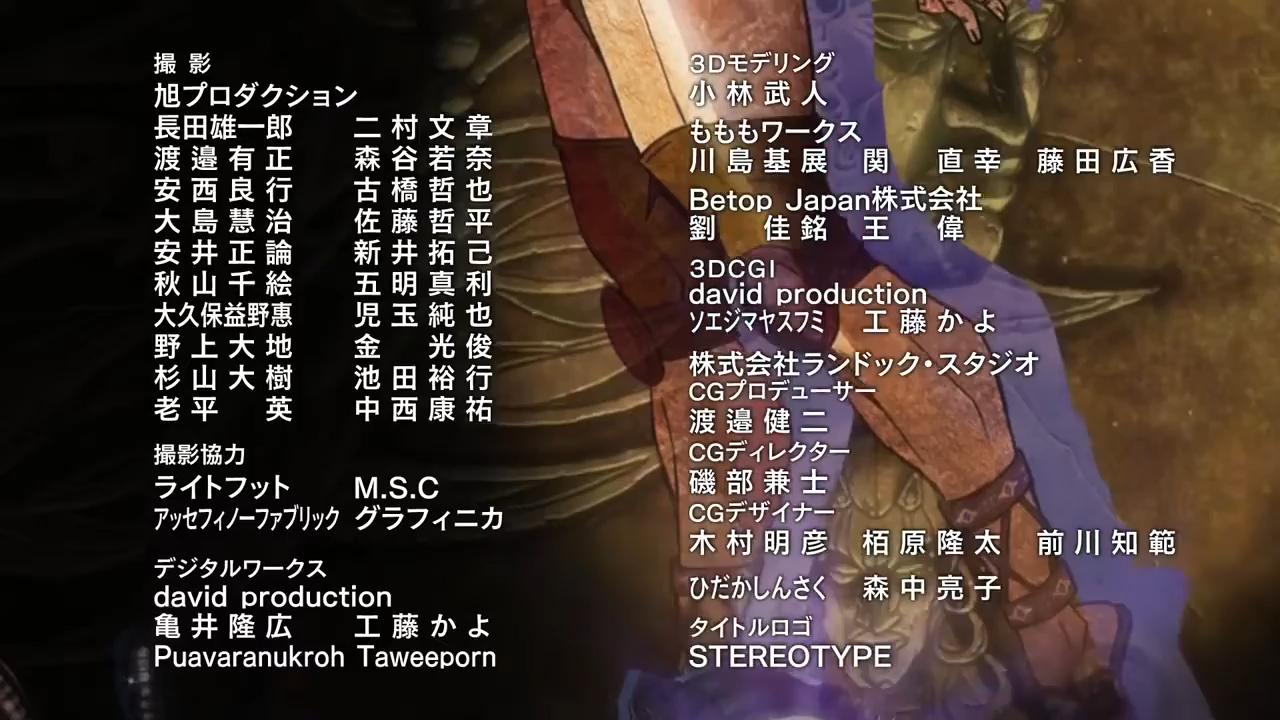 撮影
旭プロダクション
長田雄一郎 二村文章
渡邉有正 森谷若奈
安西良行 古橋哲也
大島慧治 佐藤哲平
安井正論 新井拓己
秋山千絵 五明真利
大久保益野惠 児玉純也
野上大地 金 光俊
杉山大樹 池田裕行
老平 英 中西康祐
撮影協力
ライトフット M.S.C
アッセフィノーファブリック グラフィニカ
デジタルワークス
david production
亀井隆広 工藤かよ
Puavaranukroh Taweeporn
3Dモデリング
小林武人
もももワークス
川島基展 関 直幸 藤田広香
Betop Japan株式会社
劉 佳銘 王 偉
3DCGI
david production
ソエジマヤスフミ 工藤かよ
株式会社ランドック・スタジオ
CGプロデューサー
渡邉健二
CGディレクター
磯部兼士
CGデザイナー
木村明彦 栢原隆太 前川知範
ひだかしんさく 森中亮子
タイトルロゴ
STEREOTYPE